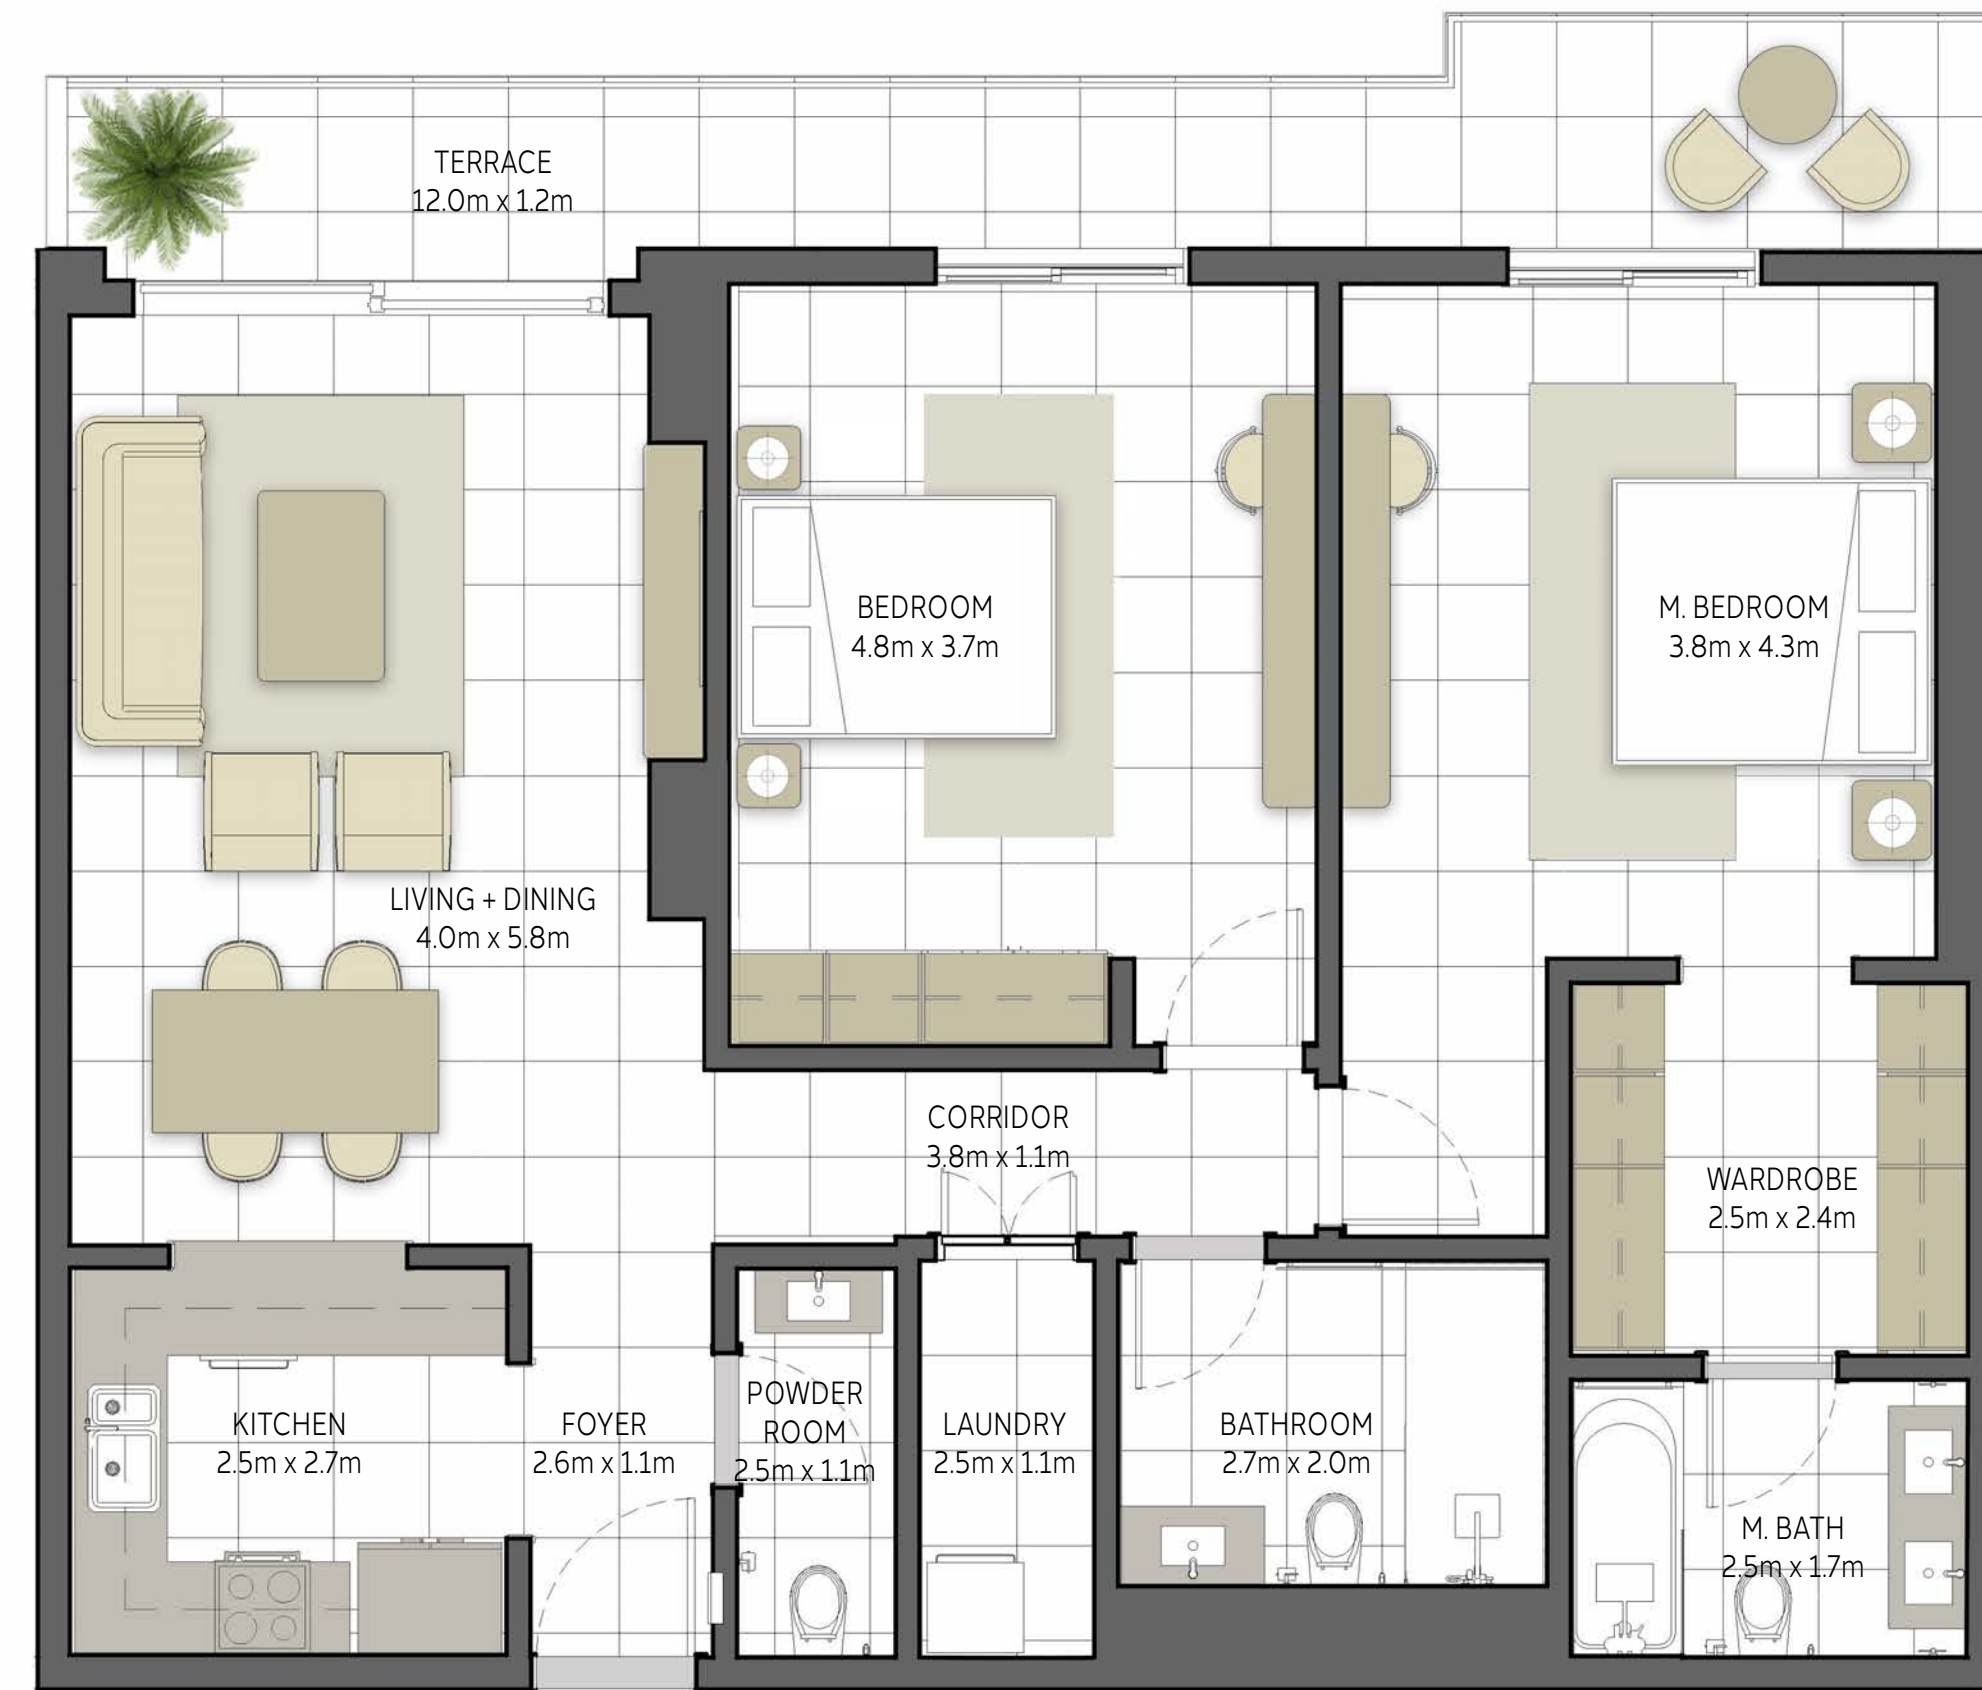 TERRACE
12.0m x 1.2m
BEDROOM
4.8m x 3.7m
M. BEDROOM
3.8m x 4.3m
LIVING + DINING
4.0m x 5.8m
CORRIDOR
3.8m x 1.1m
WARDROBE
2.5m x 2.4m
KITCHEN
2.5m x 2.7m
FOYER
2.6m x 1.1m
POWDER
ROOM
2.5m x 1.1m
LAUNDRY
2.5m x 1.1m
BATHROOM
2.7m x 2.0m
M. BATH
2.5m x 1.7m